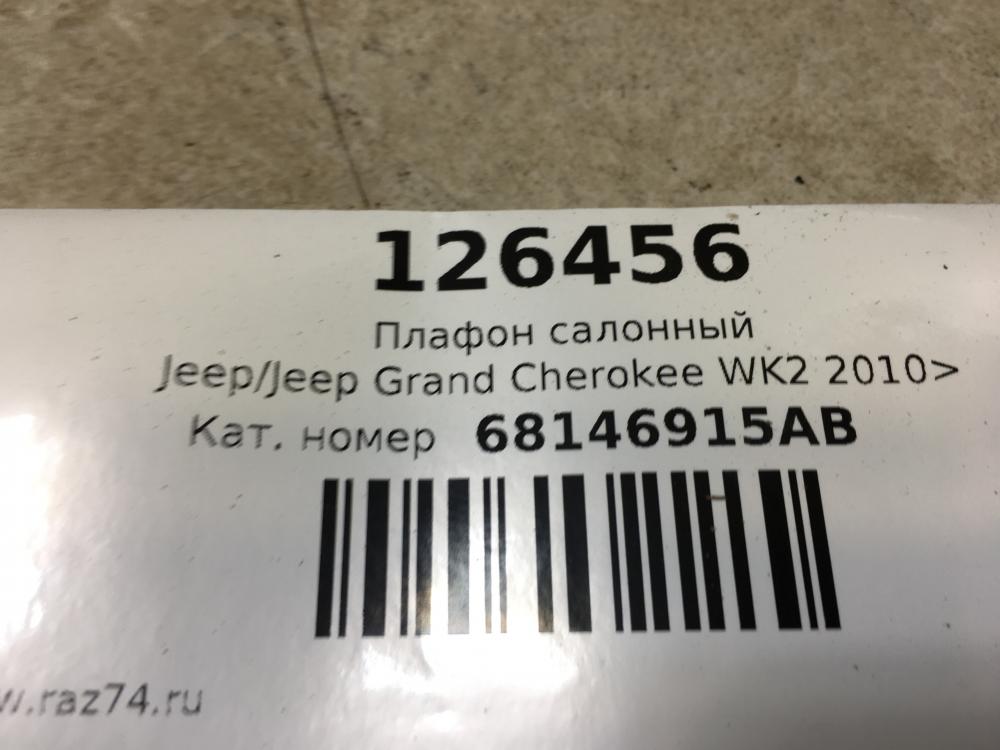 126456
Плафон салонный
Jeep/Jeep Grand Cherokee WK2 2010>
Кат. номер 68146915AB
w.raz74.ru